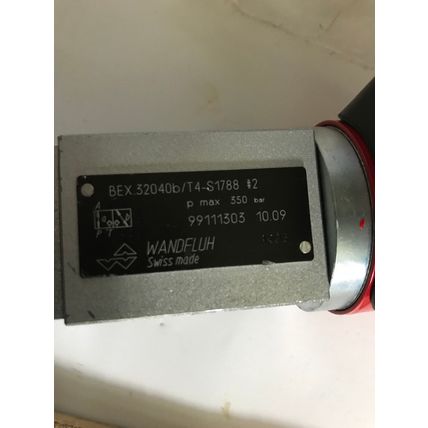 BEX.32040b/T4-S1788 #2
p max 350 bar
A
P T
99111303 10.09
WANDFLUH
Swiss made